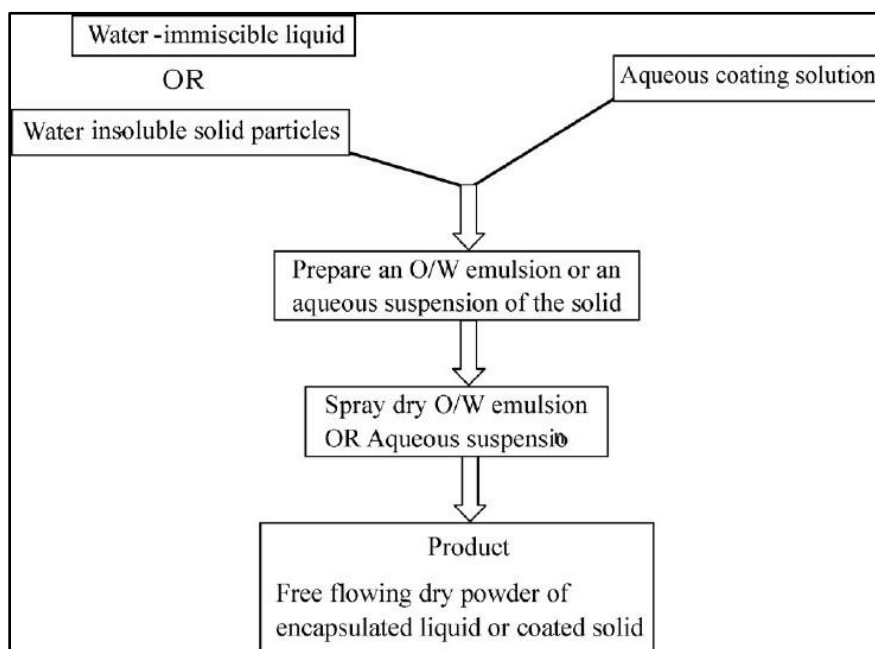 Water -immiscible liquid
OR
Aqueous coating solution
Water insoluble solid particles
Prepare an O/W emulsion or an
aqueous suspension of the solid
Spray dry O/W emulsion
OR Aqueous suspension
Product
Free flowing dry powder of
encapsulated liquid or coated solid